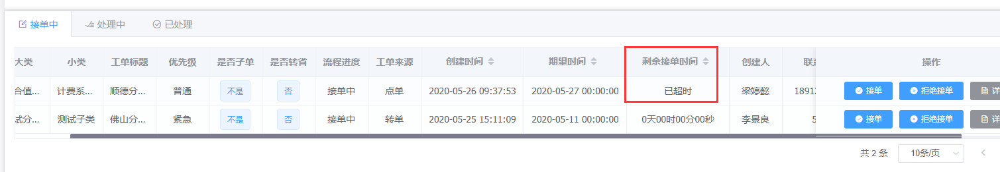 接单中 处理中 已处理
大类 小类 工单标题 优先级 是否子单 是否转省 流程进度 工单来源 创建时间 期望时间 剩余接单时间 创建人 联系 操作
合值... 计费系... 顺德分... 普通 不是 否 接单中 点单 2020-05-26 09:37:53 2020-05-27 00:00:00 已超时 梁婷懿 1891 接单 拒绝接单 详
试分... 测试子类 佛山分... 紧急 不是 否 接单中 转单 2020-05-25 15:11:09 2020-05-11 00:00:00 0天00时00分00秒 李景良 5 接单 拒绝接单 详
共 2 条 10条/页